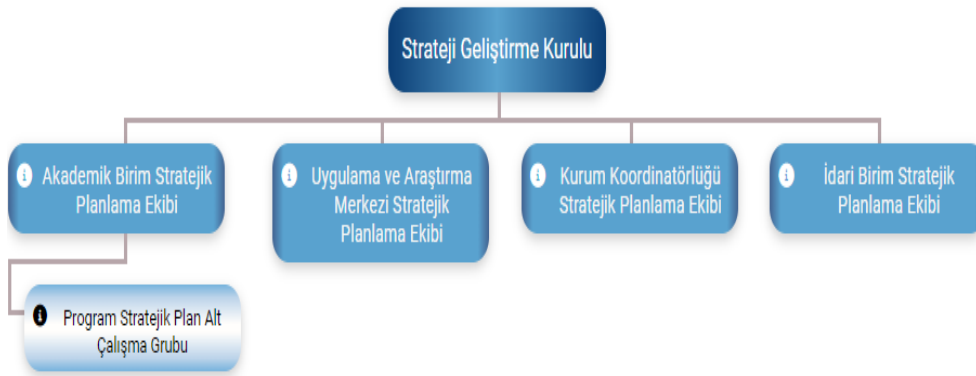 Strateji Geliştirme Kurulu
Akademik Birim Stratejik
Planlama Ekibi
Uygulama ve Araştırma
Merkezi Stratejik
Planlama Ekibi
Kurum Koordinatörlüğü
Stratejik Planlama Ekibi
İdari Birim Stratejik
Planlama Ekibi
Program Stratejik Plan Alt
Çalışma Grubu